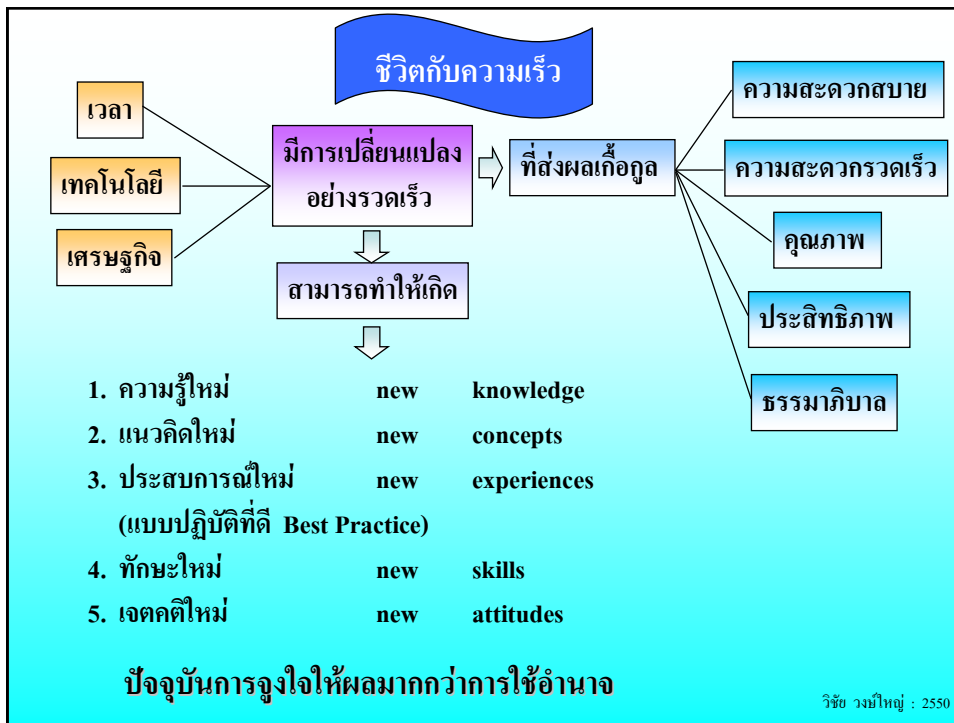 ชีวิตกับความเร็ว
เวลา
เทคโนโลยี
เศรษฐกิจ
มีการเปลี่ยนแปลง
อย่างรวดเร็ว
ที่ส่งผลเกื้อกูล
ความสะดวกสบาย
ความสะดวกรวดเร็ว
คุณภาพ
ประสิทธิภาพ
ธรรมาภิบาล
สามารถทำให้เกิด
1. ความรู้ใหม่ new knowledge
2. แนวคิดใหม่ new concepts
3. ประสบการณ์ใหม่ new experiences
(แบบปฏิบัติที่ดี Best Practice)
4. ทักษะใหม่ new skills
5. เจตคติใหม่ new attitudes
ปัจจุบันการจูงใจให้ผลมากกว่าการใช้อำนาจ
วิชัย วงษ์ใหญ่ : 2550